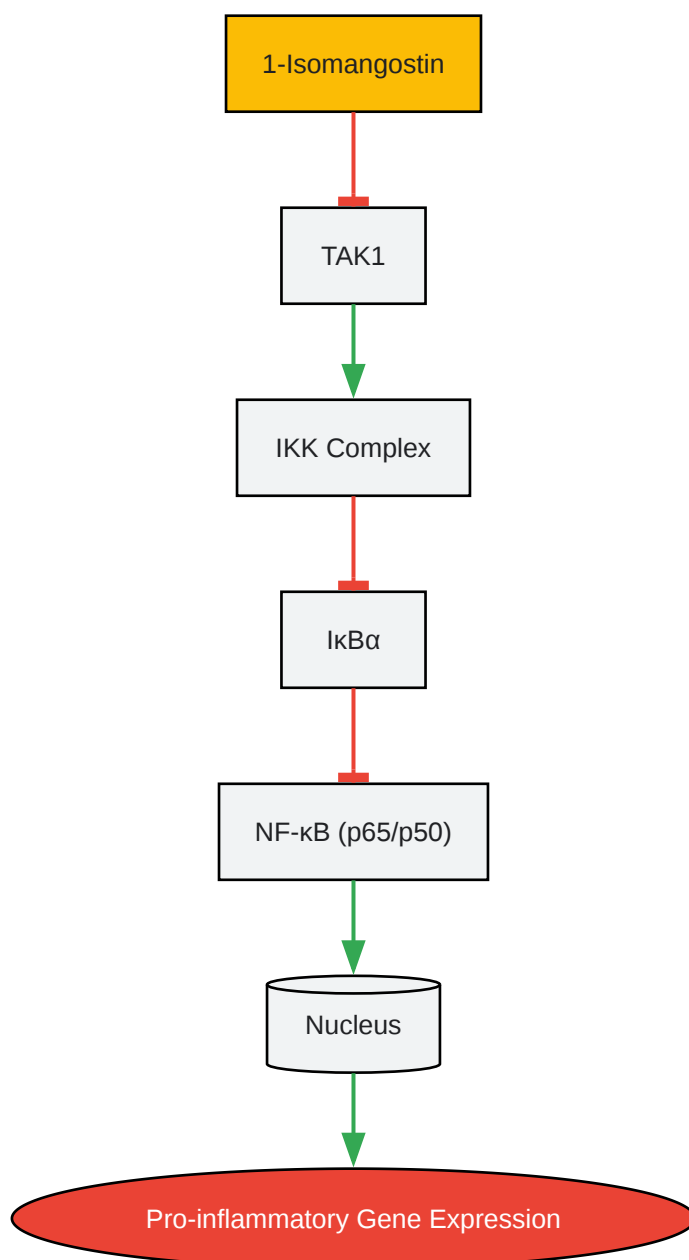 1-Isomangostin
TAK1
IKK Complex
IκBα
NF-κB (p65/p50)
Nucleus
Pro-inflammatory Gene Expression